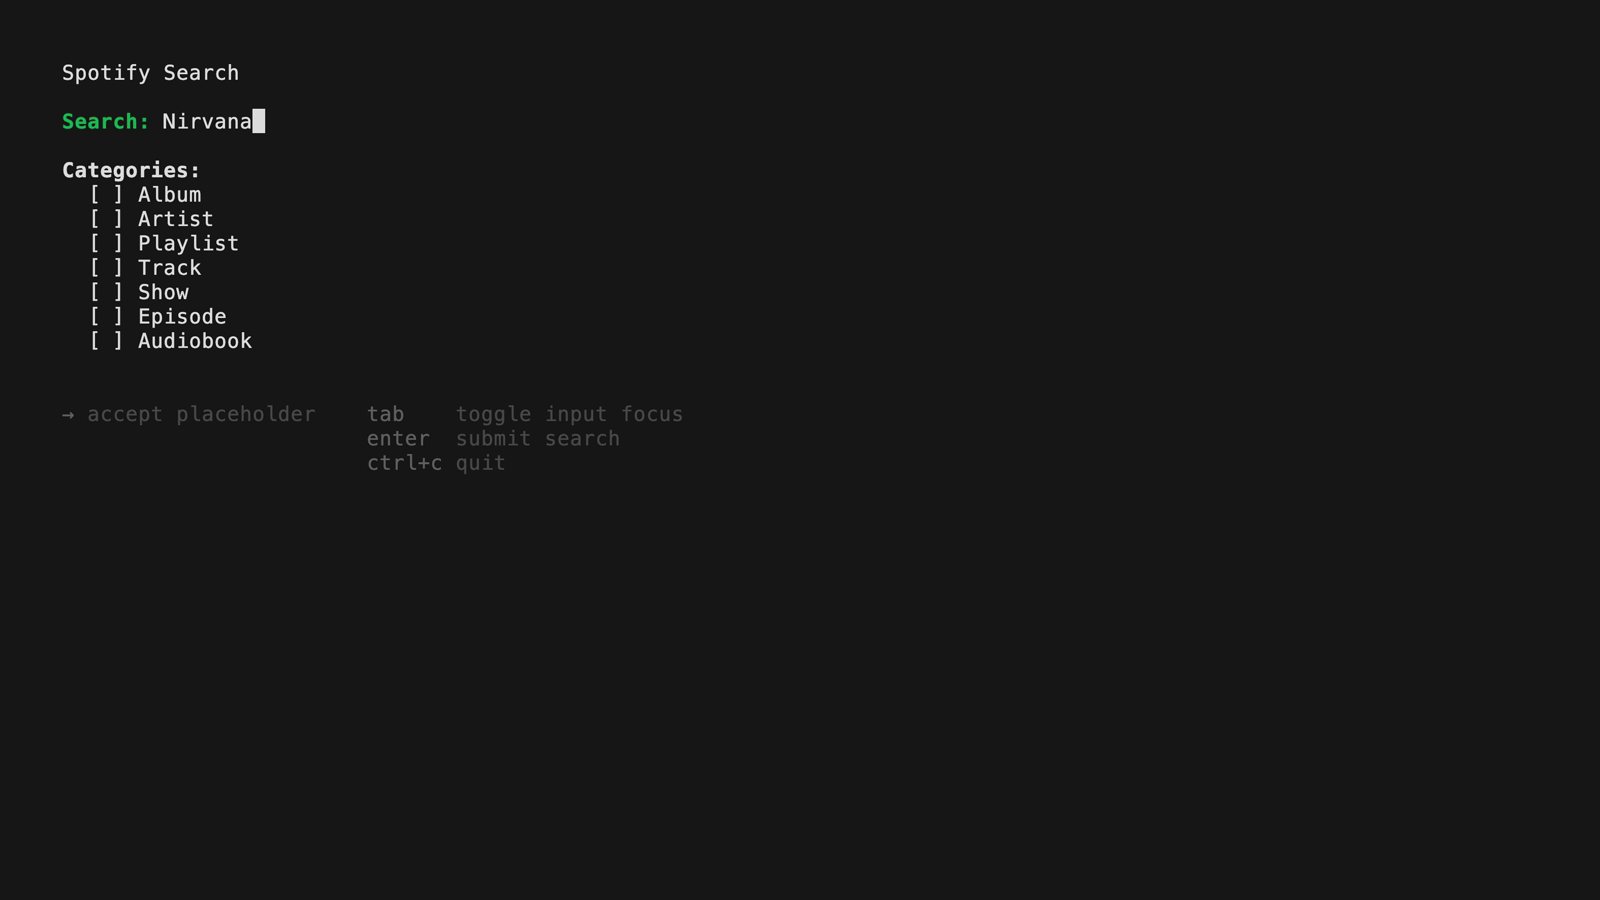 Spotify Search
Search: Nirvana
Categories:
[ ] Album
[ ] Artist
[ ] Playlist
[ ] Track
[ ] Show
[ ] Episode
[ ] Audiobook
→ accept placeholder    tab    toggle input focus
enter  submit search
ctrl+c quit